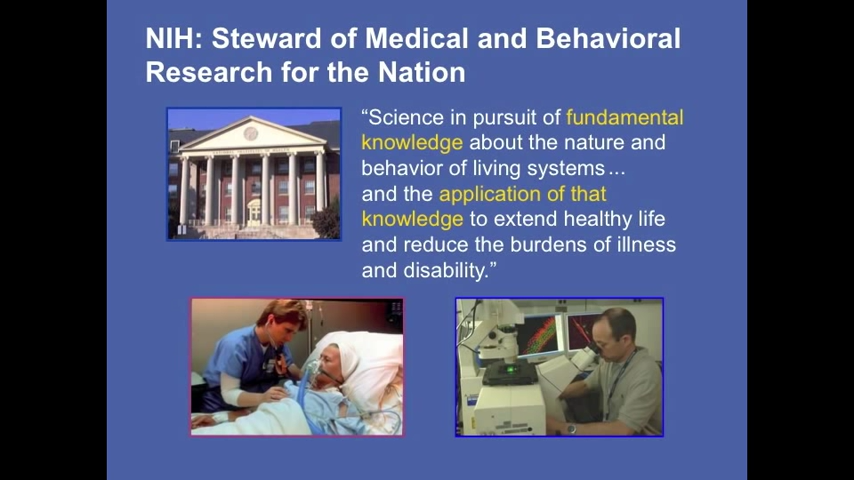 NIH: Steward of Medical and Behavioral
Research for the Nation
“Science in pursuit of fundamental
knowledge about the nature and
behavior of living systems...
and the application of that
knowledge to extend healthy life
and reduce the burdens of illness
and disability.”